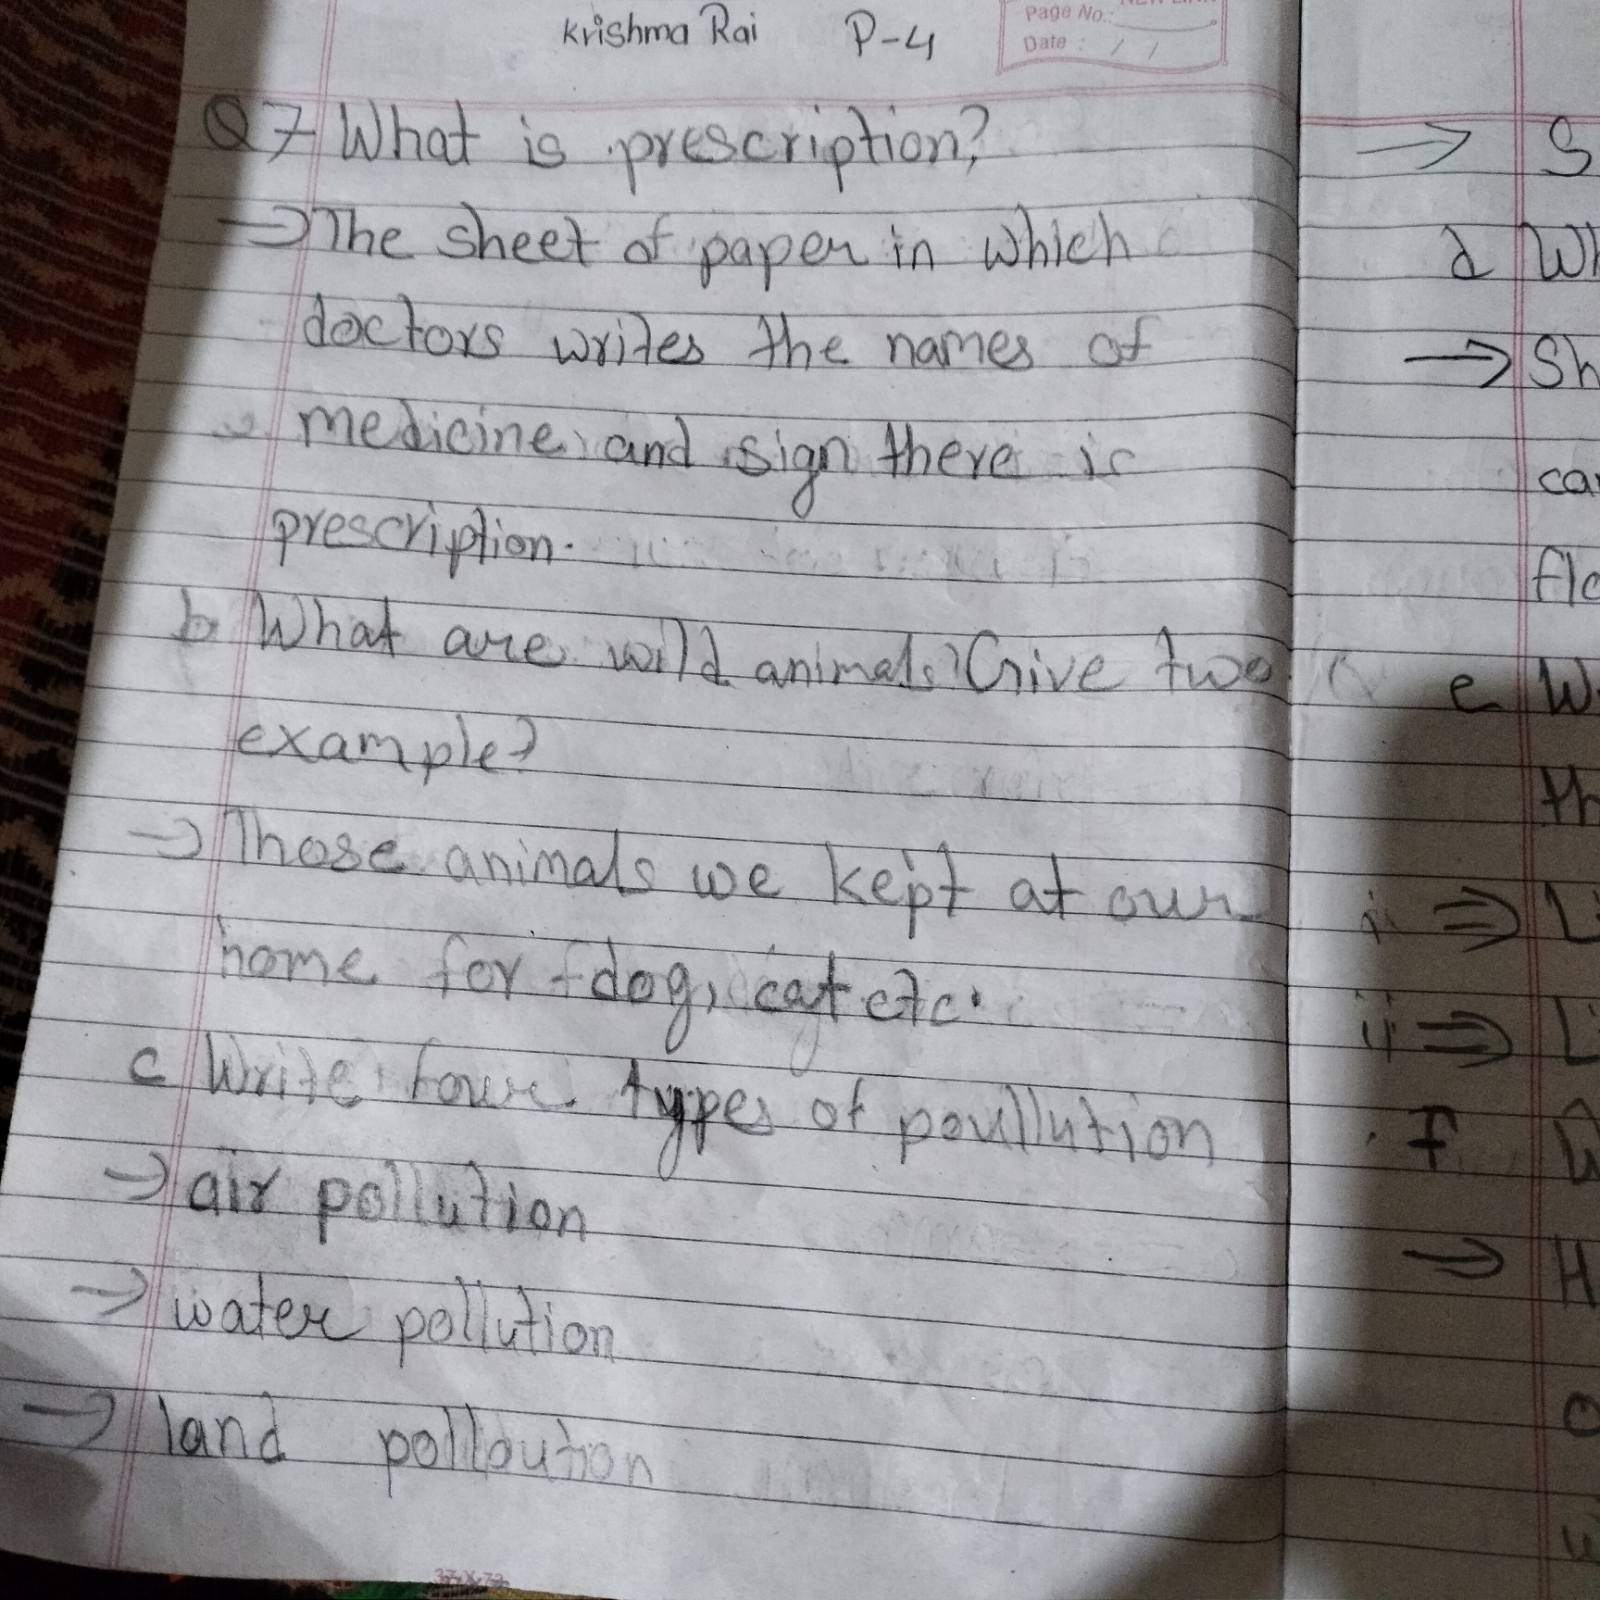 Krishma Rai P-4
Page No.:
Date : / /
Q7 What is prescription?
→ The sheet of paper in which
doctors writes the names of
medicine and sign there is
prescription.
b What are wild animals? Give two
example?
→ Those animals we kept at our
home for dog, cat etc.
c Write four types of poullution
→ air pollution
→ water pollution
→ land polloution
→ S
d Wh
→ Sh
ca
flo
e W
th
i ⇒ Li
ii ⇒ Li
f W
→ H
o